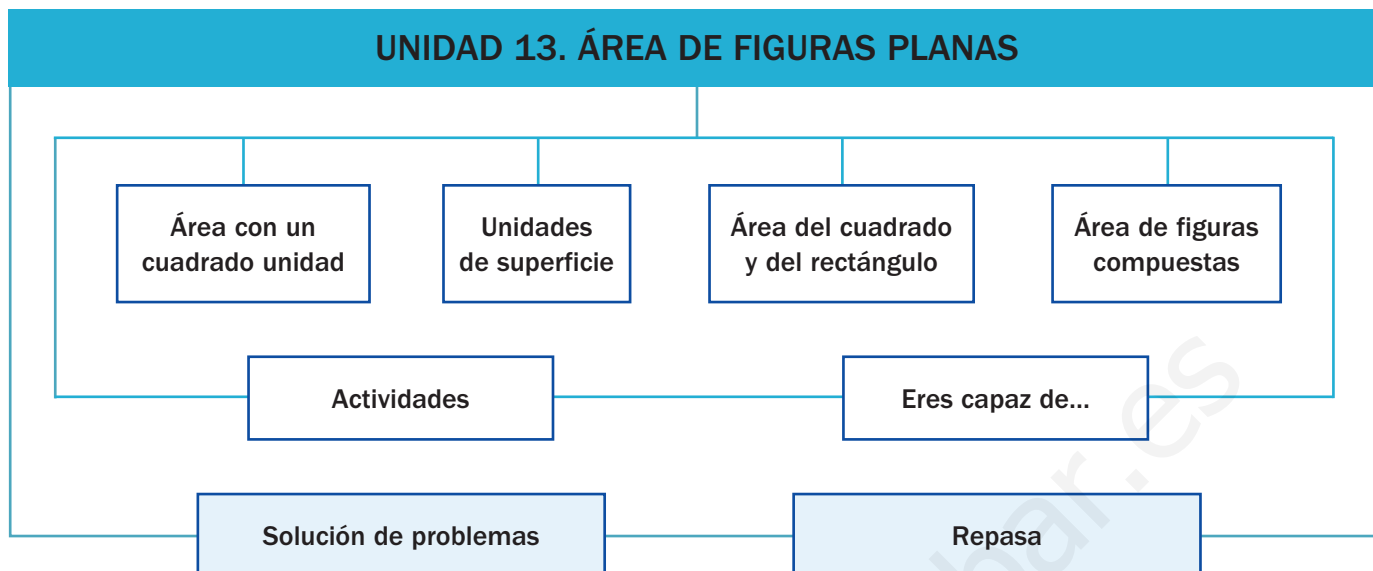 UNIDAD 13. ÁREA DE FIGURAS PLANAS
Área con un
cuadrado unidad
Unidades
de superficie
Área del cuadrado
y del rectángulo
Área de figuras
compuestas
Actividades
Eres capaz de...
Solución de problemas
Repasa